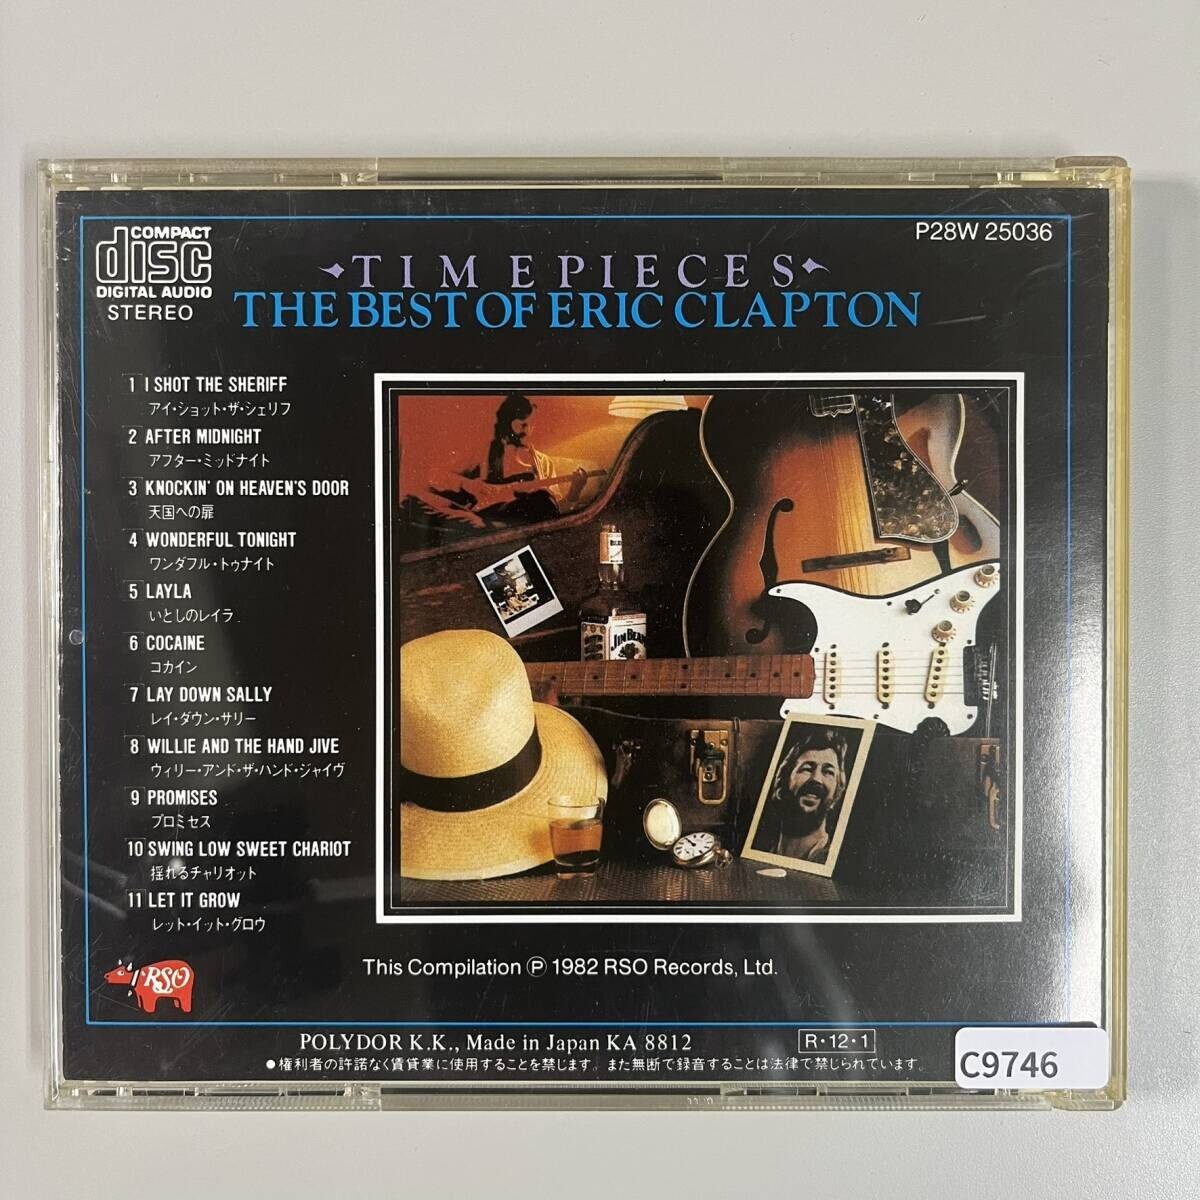 COMPACT
disc
DIGITAL AUDIO
STEREO
P28W 25036
TIMEPIECES
THE BEST OF ERIC CLAPTON
1 I SHOT THE SHERIFF
アイ・ショット・ザ・シェリフ
2 AFTER MIDNIGHT
アフター・ミッドナイト
3 KNOCKIN' ON HEAVEN'S DOOR
天国への扉
4 WONDERFUL TONIGHT
ワンダフル・トゥナイト
5 LAYLA
いとしのレイラ
6 COCAINE
コカイン
7 LAY DOWN SALLY
レイ・ダウン・サリー
8 WILLIE AND THE HAND JIVE
ウィリー・アンド・ザ・ハンド・ジャイヴ
9 PROMISES
プロミセス
10 SWING LOW SWEET CHARIOT
揺れるチャリオット
11 LET IT GROW
レット・イット・グロウ
JIM BEAM
RSO
This Compilation Ⓟ 1982 RSO Records, Ltd.
POLYDOR K.K., Made in Japan KA 8812
R・12・1
●権利者の許諾なく賃貸業に使用することを禁じます。また無断で録音することは法律で禁じられています。
C9746